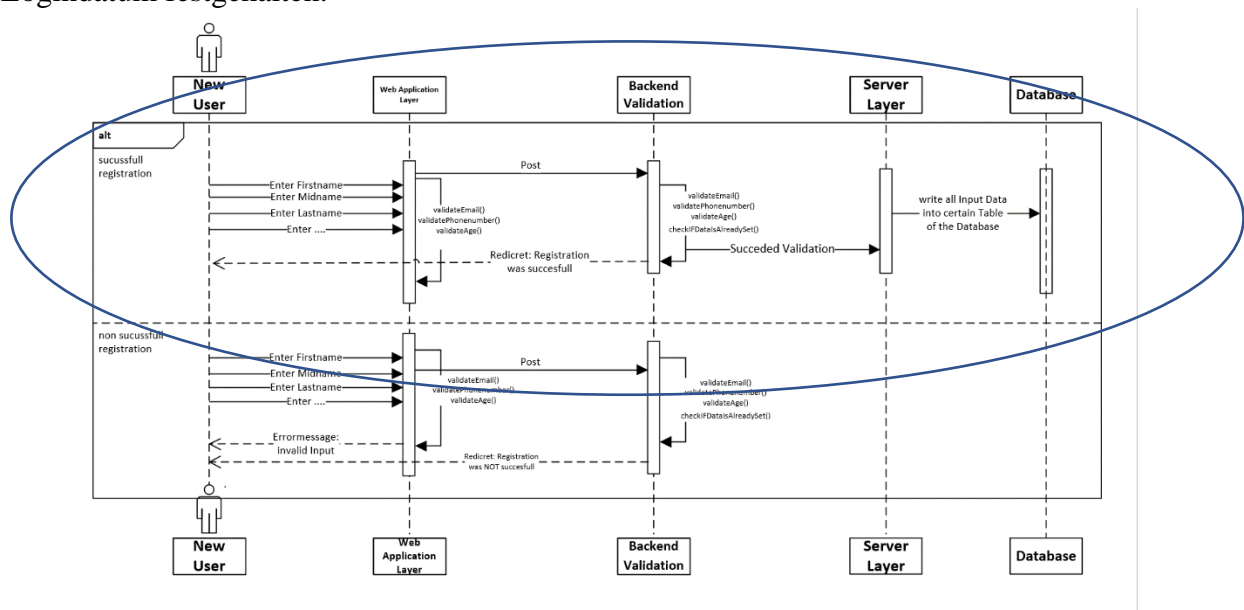 Logindatum festgehalten.
New
User
Web Application
Layer
Backend
Validation
Server
Layer
Database
alt
sucussfull
registration
Post
Enter Firstname
Enter Midname
Enter Lastname
Enter ....
validateEmail()
validatePhonenumber()
validateAge()
validateEmail()
validatePhonenumber()
validateAge()
checkIFDataIsAlreadySet()
write all Input Data
into certain Table
of the Database
Succeded Validation
Redicret: Registration
was succesfull
non sucussfull
registration
Enter Firstname
Enter Midname
Enter Lastname
Enter ....
Post
validateEmail()
validatePhonenumber()
validateAge()
validateEmail()
validatePhonenumber()
validateAge()
checkIFDataIsAlreadySet()
Errormessage:
invalid Input
Redicret: Registration
was NOT succesfull
New
User
Web
Application
Layer
Backend
Validation
Server
Layer
Database